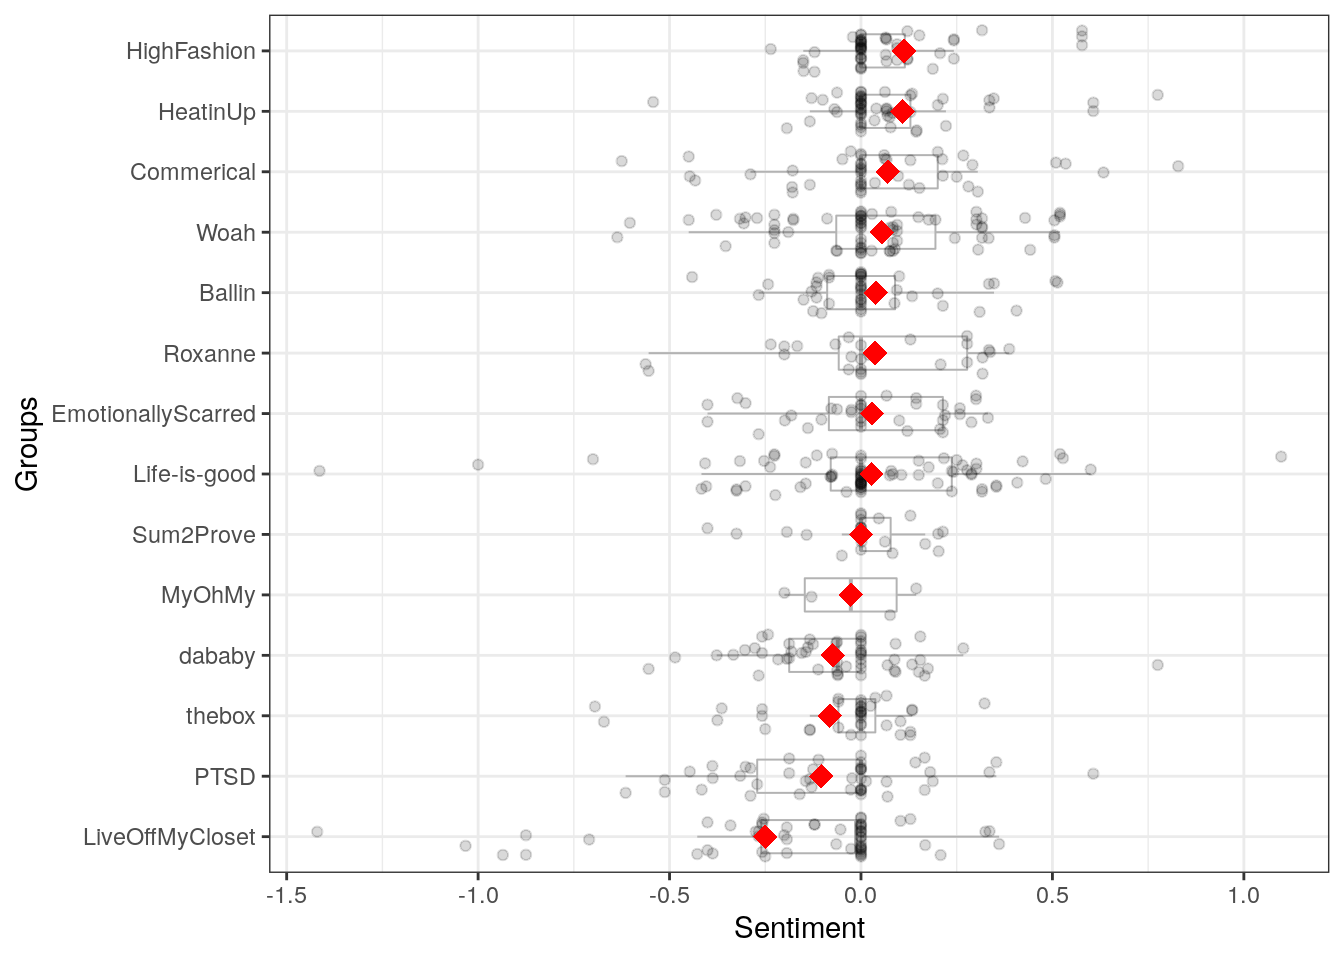 HighFashion
HeatinUp
Commerical
Woah
Ballin
Roxanne
EmotionallyScarred
Life-is-good
Sum2Prove
MyOhMy
dababy
thebox
PTSD
LiveOffMyCloset
Groups
-1.5 -1.0 -0.5 0.0 0.5 1.0
Sentiment